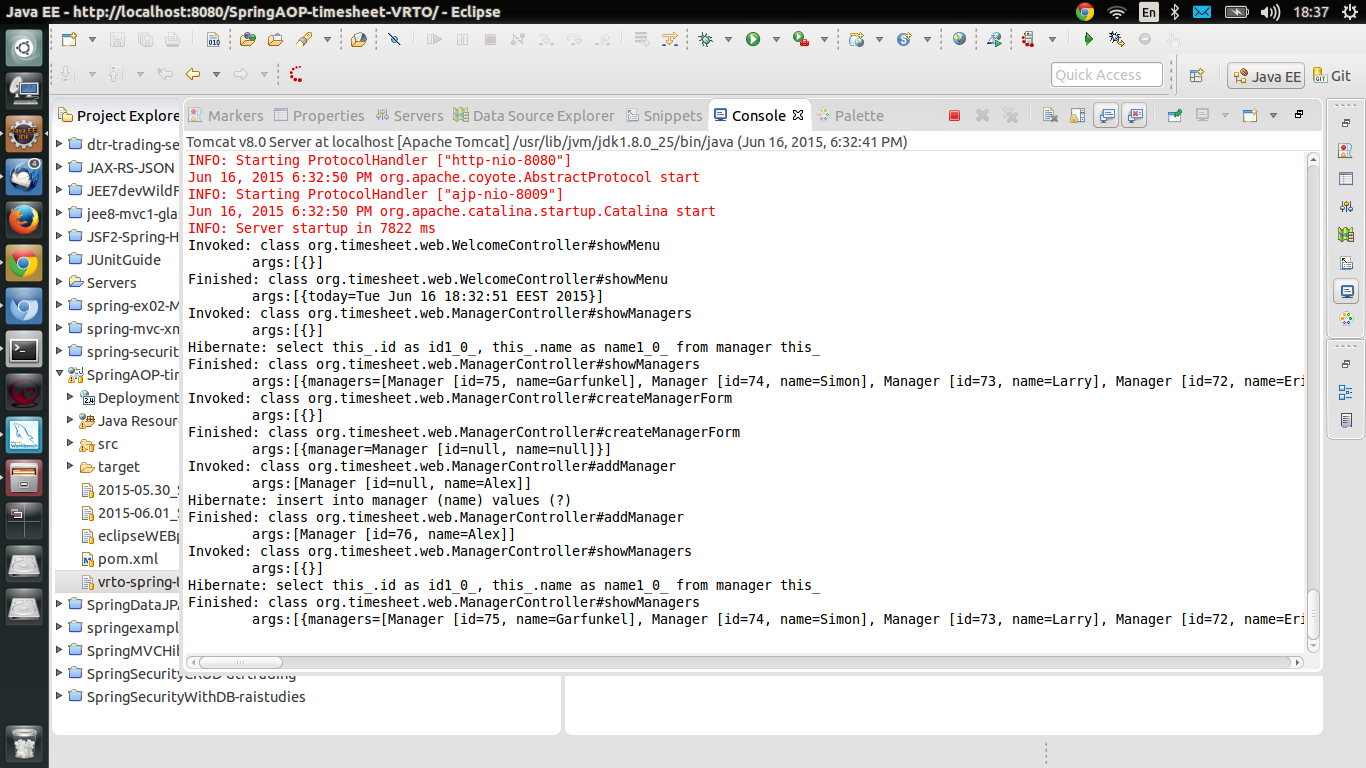 Java EE - http://localhost:8080/SpringAOP-timesheet-VRTO/ - Eclipse
En
18:37
Quick Access
Java EE
Git
Project Explore
Markers
Properties
Servers
Data Source Explorer
Snippets
Console
Palette
Tomcat v8.0 Server at localhost [Apache Tomcat] /usr/lib/jvm/jdk1.8.0_25/bin/java (Jun 16, 2015, 6:32:41 PM)
dtr-trading-se
JAX-RS-JSON
JEE7devWildF
jee8-mvc1-gla
JSF2-Spring-H
JUnitGuide
Servers
spring-ex02-M
spring-mvc-xm
spring-securit
SpringAOP-tim
Deployment
Java Resour
src
target
2015-05.30_S
2015-06.01_S
eclipseWEBp
pom.xml
vrto-spring-t
SpringDataJPA
springexampl
SpringMVCHil
SpringSecurityCRUD-dtrtrading
SpringSecurityWithDB-raistudies
INFO: Starting ProtocolHandler ["http-nio-8080"]
Jun 16, 2015 6:32:50 PM org.apache.coyote.AbstractProtocol start
INFO: Starting ProtocolHandler ["ajp-nio-8009"]
Jun 16, 2015 6:32:50 PM org.apache.catalina.startup.Catalina start
INFO: Server startup in 7822 ms
Invoked: class org.timesheet.web.WelcomeController#showMenu
args:[{}]
Finished: class org.timesheet.web.WelcomeController#showMenu
args:[{today=Tue Jun 16 18:32:51 EEST 2015}]
Invoked: class org.timesheet.web.ManagerController#showManagers
args:[{}]
Hibernate: select this_.id as id1_0_, this_.name as name1_0_ from manager this_
Finished: class org.timesheet.web.ManagerController#showManagers
args:[{managers=[Manager [id=75, name=Garfunkel], Manager [id=74, name=Simon], Manager [id=73, name=Larry], Manager [id=72, name=Eri
Invoked: class org.timesheet.web.ManagerController#createManagerForm
args:[{}]
Finished: class org.timesheet.web.ManagerController#createManagerForm
args:[{manager=Manager [id=null, name=null]}]
Invoked: class org.timesheet.web.ManagerController#addManager
args:[Manager [id=null, name=Alex]]
Hibernate: insert into manager (name) values (?)
Finished: class org.timesheet.web.ManagerController#addManager
args:[Manager [id=76, name=Alex]]
Invoked: class org.timesheet.web.ManagerController#showManagers
args:[{}]
Hibernate: select this_.id as id1_0_, this_.name as name1_0_ from manager this_
Finished: class org.timesheet.web.ManagerController#showManagers
args:[{managers=[Manager [id=75, name=Garfunkel], Manager [id=74, name=Simon], Manager [id=73, name=Larry], Manager [id=72, name=Eri